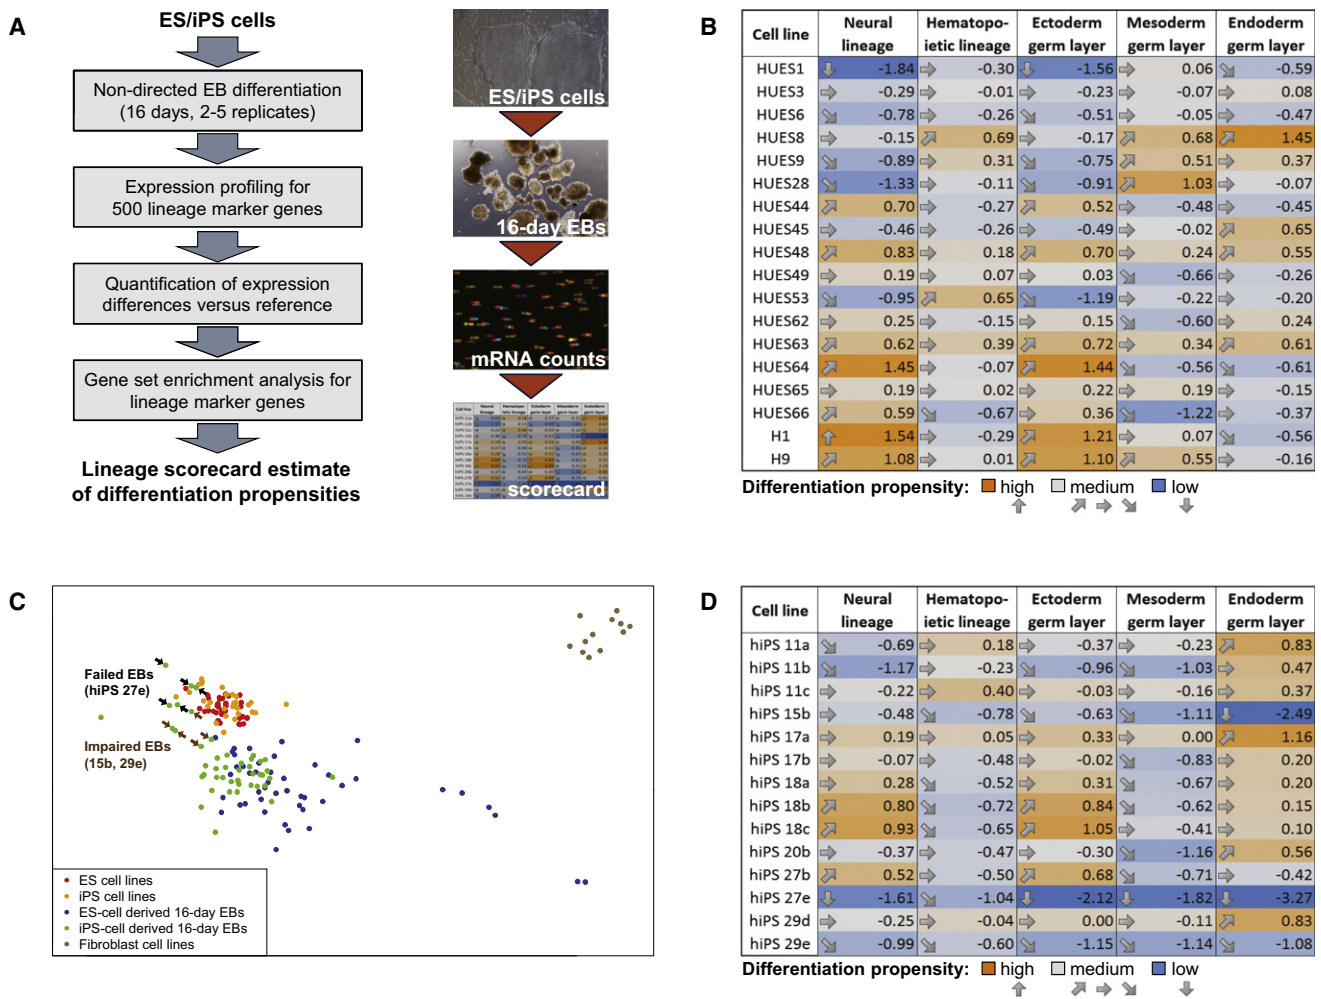 A
ES/iPS cells
Non-directed EB differentiation
(16 days, 2-5 replicates)
Expression profiling for
500 lineage marker genes
Quantification of expression
differences versus reference
Gene set enrichment analysis for
lineage marker genes
Lineage scorecard estimate
of differentiation propensities
ES/iPS cells
16-day EBs
mRNA counts
scorecard
B
Cell line Neural lineage Hematopo-ietic lineage Ectoderm germ layer Mesoderm germ layer Endoderm germ layer
HUES1 -1.84 -0.30 -1.56 0.06 -0.59
HUES3 -0.29 -0.01 -0.23 -0.07 0.08
HUES6 -0.78 -0.26 -0.51 -0.05 -0.47
HUES8 -0.15 0.69 -0.17 0.68 1.45
HUES9 -0.89 0.31 -0.75 0.51 0.37
HUES28 -1.33 -0.11 -0.91 1.03 -0.07
HUES44 0.70 -0.27 0.52 -0.48 -0.45
HUES45 -0.46 -0.26 -0.49 -0.02 0.65
HUES48 0.83 0.18 0.70 0.24 0.55
HUES49 0.19 0.07 0.03 -0.66 -0.26
HUES53 -0.95 0.65 -1.19 -0.22 -0.20
HUES62 0.25 -0.15 0.15 -0.60 0.24
HUES63 0.62 0.39 0.72 0.34 0.61
HUES64 1.45 -0.07 1.44 -0.56 -0.61
HUES65 0.19 0.02 0.22 0.19 -0.15
HUES66 0.59 -0.67 0.36 -1.22 -0.37
H1 1.54 -0.29 1.21 0.07 -0.56
H9 1.08 0.01 1.10 0.55 -0.16
Differentiation propensity: high medium low
C
Failed EBs
(hiPS 27e)
Impaired EBs
(15b, 29e)
ES cell lines
iPS cell lines
ES-cell derived 16-day EBs
iPS-cell derived 16-day EBs
Fibroblast cell lines
D
Cell line Neural lineage Hematopo-ietic lineage Ectoderm germ layer Mesoderm germ layer Endoderm germ layer
hiPS 11a -0.69 0.18 -0.37 -0.23 0.83
hiPS 11b -1.17 -0.23 -0.96 -1.03 0.47
hiPS 11c -0.22 0.40 -0.03 -0.16 0.37
hiPS 15b -0.48 -0.78 -0.63 -1.11 -2.49
hiPS 17a 0.19 0.05 0.33 0.00 1.16
hiPS 17b -0.07 -0.48 -0.02 -0.83 0.20
hiPS 18a 0.28 -0.52 0.31 -0.67 0.20
hiPS 18b 0.80 -0.72 0.84 -0.62 0.15
hiPS 18c 0.93 -0.65 1.05 -0.41 0.10
hiPS 20b -0.37 -0.47 -0.30 -1.16 0.56
hiPS 27b 0.52 -0.50 0.68 -0.71 -0.42
hiPS 27e -1.61 -1.04 -2.12 -1.82 -3.27
hiPS 29d -0.25 -0.04 0.00 -0.11 0.83
hiPS 29e -0.99 -0.60 -1.15 -1.14 -1.08
Differentiation propensity: high medium low